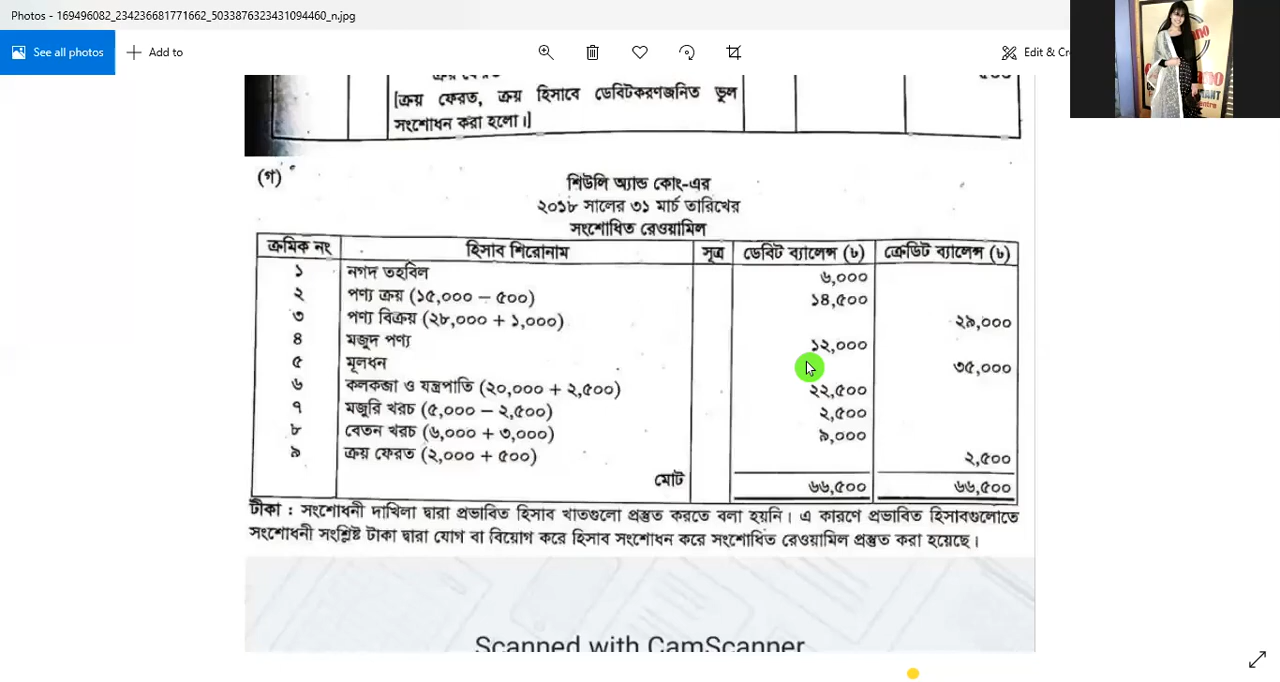 Photos - 169496082_234236681771662_5033876323431094460_n.jpg
See all photos
Add to
Edit & Cr
[ক্রয় ফেরত, ক্রয় হিসাবে ডেবিটকরণজনিত ভুল
সংশোধন করা হলো।]
(গ)
শিউলি অ্যান্ড কোং-এর
২০১৮ সালের ৩১ মার্চ তারিখের
সংশোধিত রেওয়ামিল
ক্রমিক নং হিসাব শিরোনাম সূত্র ডেবিট ব্যালেন্স (৳) ক্রেডিট ব্যালেন্স (৳)
১ নগদ তহবিল ৬,০০০
২ পণ্য ক্রয় (১৫,০০০ – ৫০০) ১৪,৫০০
৩ পণ্য বিক্রয় (২৮,০০০ + ১,০০০) ২৯,০০০
৪ মজুদ পণ্য ১২,০০০
৫ মূলধন ৩৫,০০০
৬ কলকব্জা ও যন্ত্রপাতি (২০,০০০ + ২,৫০০) ২২,৫০০
৭ মজুরি খরচ (৫,০০০ – ২,৫০০) ২,৫০০
৮ বেতন খরচ (৬,০০০ + ৩,০০০) ৯,০০০
৯ ক্রয় ফেরত (২,০০০ + ৫০০) ২,৫০০
মোট ৬৬,৫০০ ৬৬,৫০০
টীকা : সংশোধনী দাখিলা দ্বারা প্রভাবিত হিসাব খাতগুলো প্রস্তুত করতে বলা হয়নি। এ কারণে প্রভাবিত হিসাবগুলোতে
সংশোধনী সংশ্লিষ্ট টাকা দ্বারা যোগ বা বিয়োগ করে হিসাব সংশোধন করে সংশোধিত রেওয়ামিল প্রস্তুত করা হয়েছে।
Scanned with CamScanner